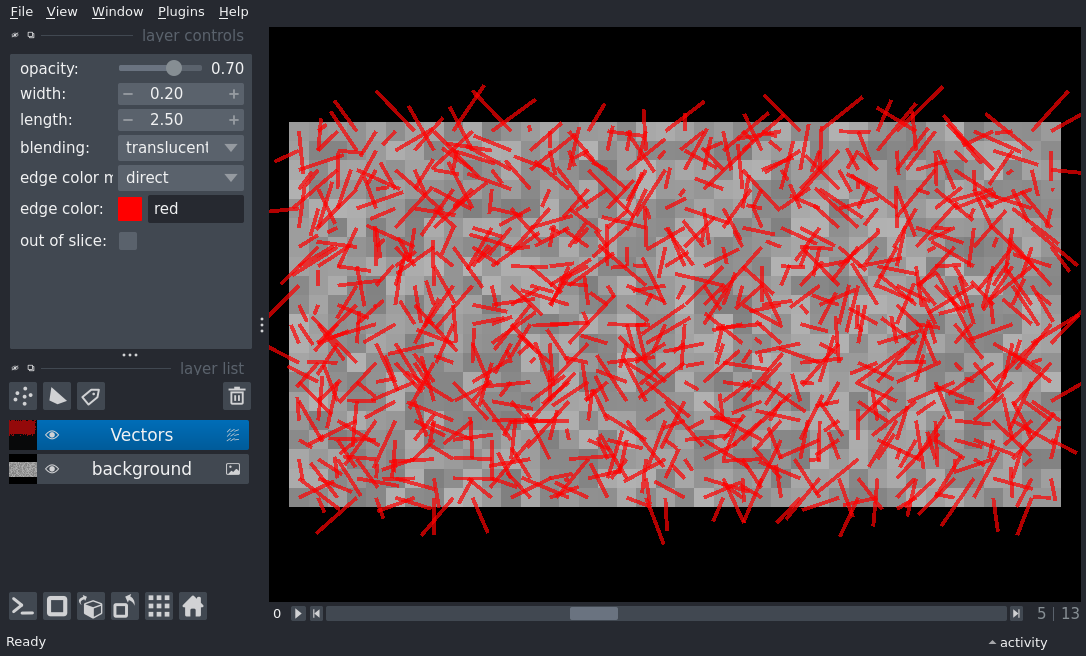 File View Window Plugins Help
layer controls
opacity: 0.70
width: 0.20
length: 2.50
blending: translucent
edge color m direct
edge color: red
out of slice:
layer list
Vectors
background
0 5 | 13
Ready activity